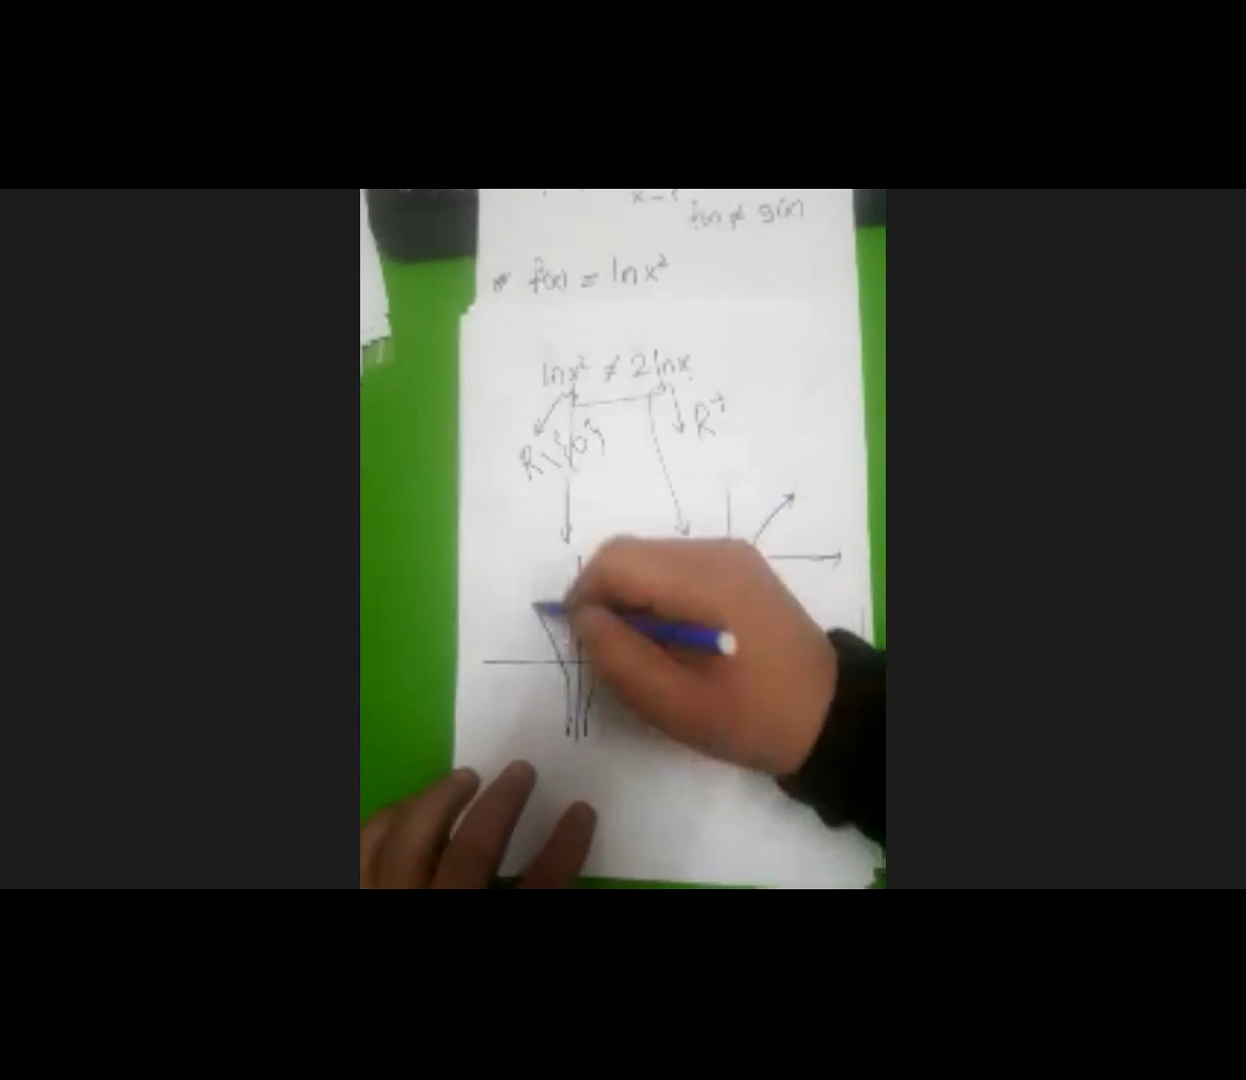 f(x) ≠ g(x)
* f(x) = ln x²
ln x² ≠ 2 ln x
R \ {0} R⁺